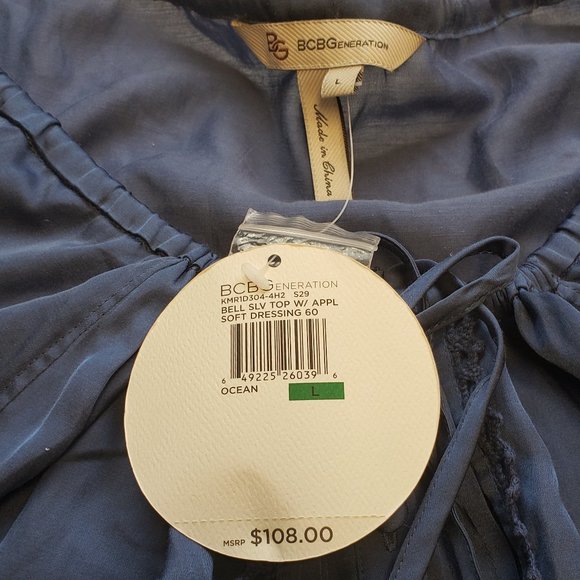 BG BCBGENERATION
L
Made in China
BCBGENERATION
KMR1D304-4H2 S29
BELL SLV TOP W/ APPL
SOFT DRESSING 60
6 49225 26039 6
OCEAN L
MSRP $108.00